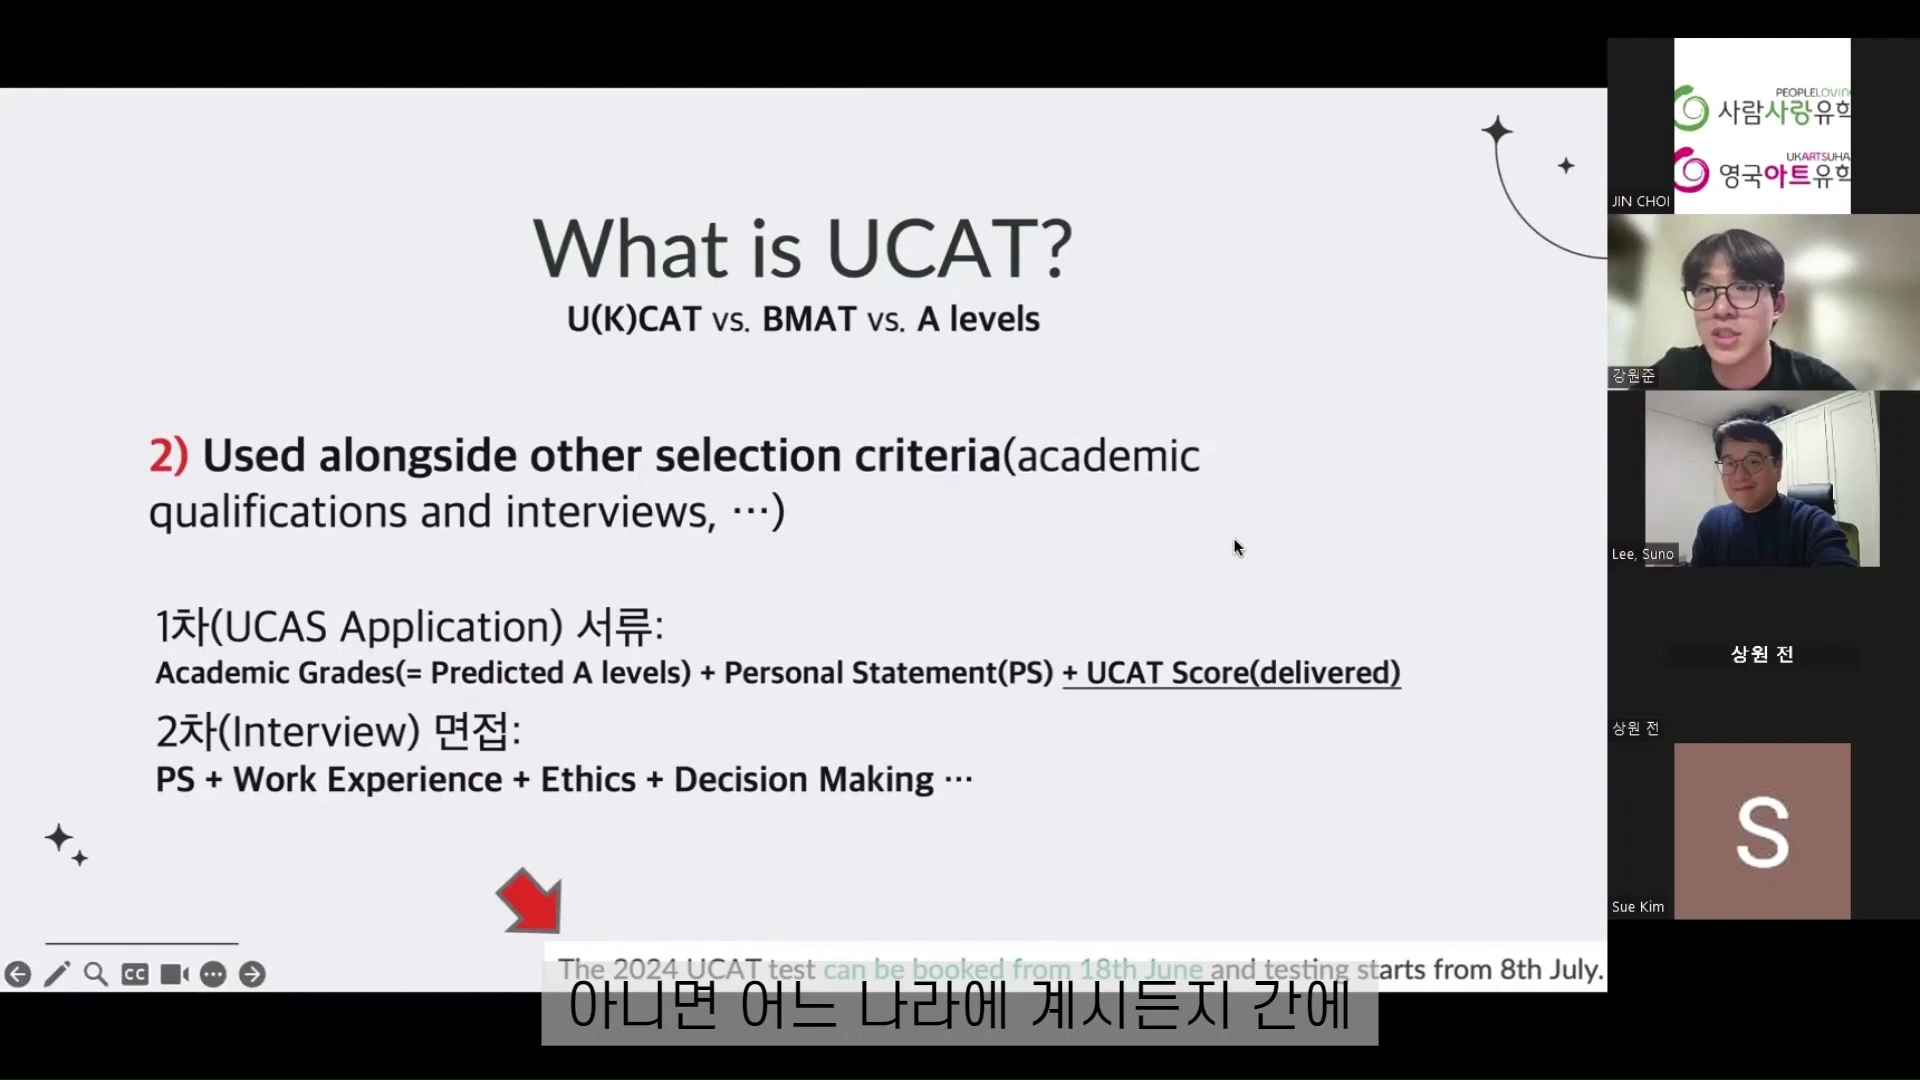 What is UCAT?
U(K)CAT vs. BMAT vs. A levels
2) Used alongside other selection criteria(academic
qualifications and interviews, ⋯)
1차(UCAS Application) 서류:
Academic Grades(= Predicted A levels) + Personal Statement(PS) + UCAT Score(delivered)
2차(Interview) 면접:
PS + Work Experience + Ethics + Decision Making ⋯
The 2024 UCAT test can be booked from 18th June and testing starts from 8th July.
아니면 어느 나라에 계시든지 간에
CC
PEOPLELOVIN
사람사랑유학
UKARTSUHA
영국아트유학
JIN CHOI
강원준
Lee, Suno
상원 전
상원 전
S
Sue Kim